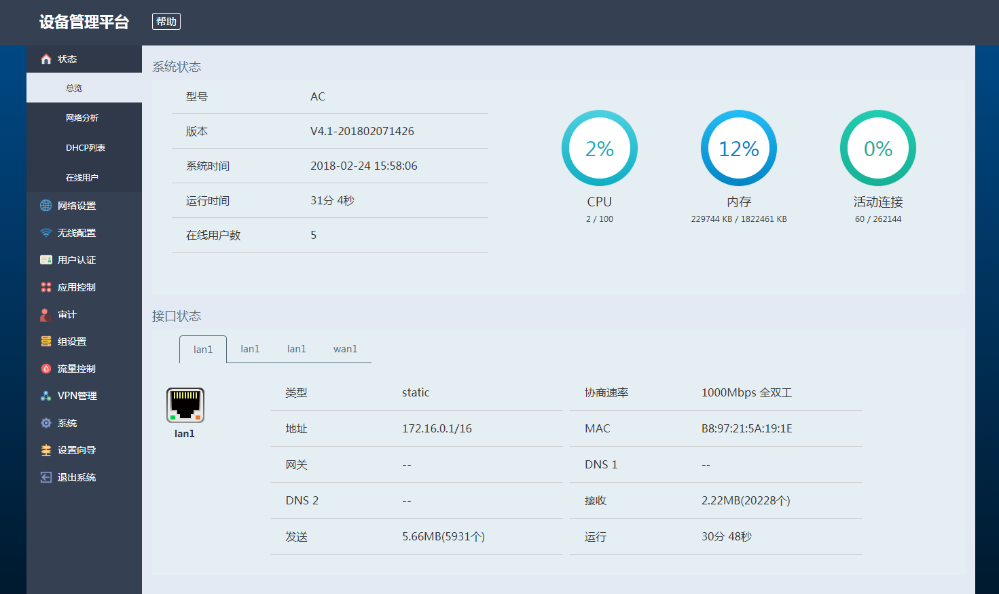 设备管理平台 帮助
状态
总览
网络分析
DHCP列表
在线用户
网络设置
无线配置
用户认证
应用控制
审计
组设置
流量控制
VPN管理
系统
设置向导
退出系统
系统状态
型号 AC
版本 V4.1-201802071426
系统时间 2018-02-24 15:58:06
运行时间 31分 4秒
在线用户数 5
2% 12% 0%
CPU 内存 活动连接
2 / 100 229744 KB / 1822461 KB 60 / 262144
接口状态
lan1 lan1 lan1 wan1
lan1
类型 static 协商速率 1000Mbps 全双工
地址 172.16.0.1/16 MAC B8:97:21:5A:19:1E
网关 -- DNS 1 --
DNS 2 -- 接收 2.22MB(20228个)
发送 5.66MB(5931个) 运行 30分 48秒